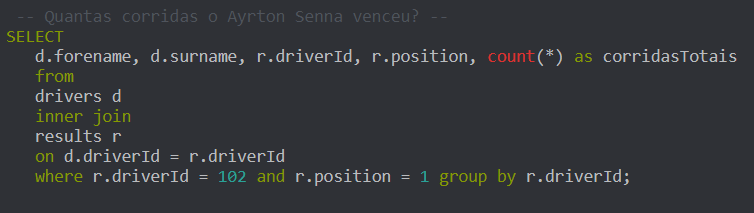 -- Quantas corridas o Ayrton Senna venceu? --
SELECT
d.forename, d.surname, r.driverId, r.position, count(*) as corridasTotais
from
drivers d
inner join
results r
on d.driverId = r.driverId
where r.driverId = 102 and r.position = 1 group by r.driverId;